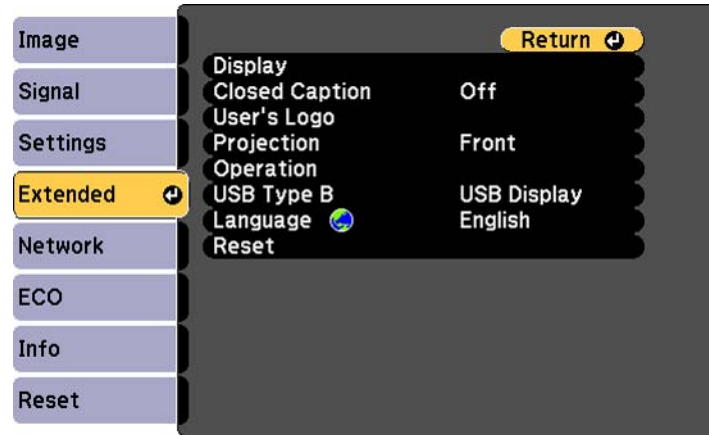 Image
Signal
Settings
Extended
Network
ECO
Info
Reset
Return
Display
Closed Caption Off
User's Logo
Projection Front
Operation
USB Type B USB Display
Language English
Reset